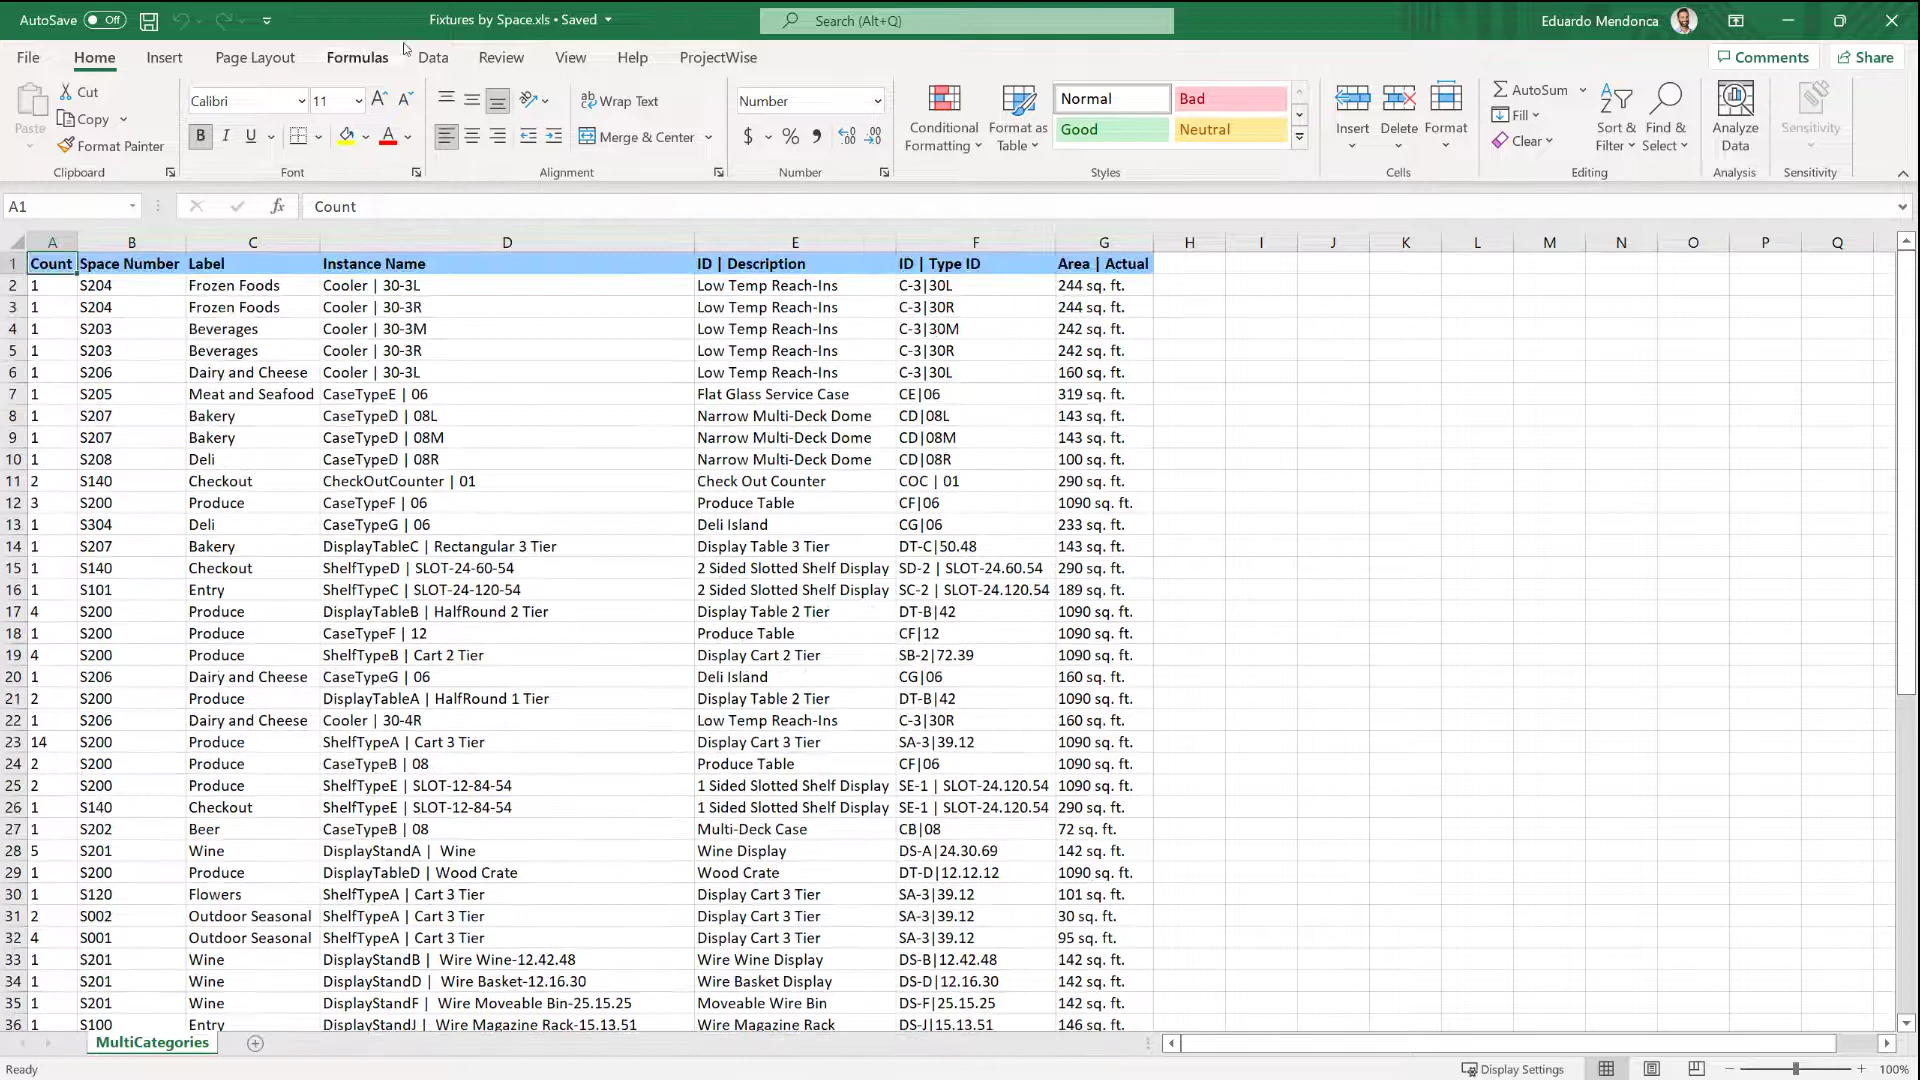 AutoSave Off Fixtures by Space.xls • Saved Search (Alt+Q) Eduardo Mendonca
File Home Insert Page Layout Formulas Data Review View Help ProjectWise Comments Share
Paste Cut Copy Format Painter
Clipboard
Calibri 11 A A
B I U A
Font
ab Wrap Text
Merge & Center
Alignment
Number
$ % ,
Number
Conditional Formatting Format as Table
Normal Bad
Good Neutral
Styles
Insert Delete Format
Cells
AutoSum
Fill
Clear
Sort & Filter Find & Select
Editing
Analyze Data
Analysis
Sensitivity
Sensitivity
A1 fx Count
A B C D E F G H I J K L M N O P Q
1 Count Space Number Label Instance Name ID | Description ID | Type ID Area | Actual
2 1 S204 Frozen Foods Cooler | 30-3L Low Temp Reach-Ins C-3|30L 244 sq. ft.
3 1 S204 Frozen Foods Cooler | 30-3R Low Temp Reach-Ins C-3|30R 244 sq. ft.
4 1 S203 Beverages Cooler | 30-3M Low Temp Reach-Ins C-3|30M 242 sq. ft.
5 1 S203 Beverages Cooler | 30-3R Low Temp Reach-Ins C-3|30R 242 sq. ft.
6 1 S206 Dairy and Cheese Cooler | 30-3L Low Temp Reach-Ins C-3|30L 160 sq. ft.
7 1 S205 Meat and Seafood CaseTypeE | 06 Flat Glass Service Case CE|06 319 sq. ft.
8 1 S207 Bakery CaseTypeD | 08L Narrow Multi-Deck Dome CD|08L 143 sq. ft.
9 1 S207 Bakery CaseTypeD | 08M Narrow Multi-Deck Dome CD|08M 143 sq. ft.
10 1 S208 Deli CaseTypeD | 08R Narrow Multi-Deck Dome CD|08R 100 sq. ft.
11 2 S140 Checkout CheckOutCounter | 01 Check Out Counter COC | 01 290 sq. ft.
12 3 S200 Produce CaseTypeF | 06 Produce Table CF|06 1090 sq. ft.
13 1 S304 Deli CaseTypeG | 06 Deli Island CG|06 233 sq. ft.
14 1 S207 Bakery DisplayTableC | Rectangular 3 Tier Display Table 3 Tier DT-C|50.48 143 sq. ft.
15 1 S140 Checkout ShelfTypeD | SLOT-24-60-54 2 Sided Slotted Shelf Display SD-2 | SLOT-24.60.54 290 sq. ft.
16 1 S101 Entry ShelfTypeC | SLOT-24-120-54 2 Sided Slotted Shelf Display SC-2 | SLOT-24.120.54 189 sq. ft.
17 4 S200 Produce DisplayTableB | HalfRound 2 Tier Display Table 2 Tier DT-B|42 1090 sq. ft.
18 1 S200 Produce CaseTypeF | 12 Produce Table CF|12 1090 sq. ft.
19 4 S200 Produce ShelfTypeB | Cart 2 Tier Display Cart 2 Tier SB-2|72.39 1090 sq. ft.
20 1 S206 Dairy and Cheese CaseTypeG | 06 Deli Island CG|06 160 sq. ft.
21 2 S200 Produce DisplayTableA | HalfRound 1 Tier Display Table 2 Tier DT-B|42 1090 sq. ft.
22 1 S206 Dairy and Cheese Cooler | 30-4R Low Temp Reach-Ins C-3|30R 160 sq. ft.
23 14 S200 Produce ShelfTypeA | Cart 3 Tier Display Cart 3 Tier SA-3|39.12 1090 sq. ft.
24 2 S200 Produce CaseTypeB | 08 Produce Table CF|06 1090 sq. ft.
25 2 S200 Produce ShelfTypeE | SLOT-12-84-54 1 Sided Slotted Shelf Display SE-1 | SLOT-24.120.54 1090 sq. ft.
26 1 S140 Checkout ShelfTypeE | SLOT-12-84-54 1 Sided Slotted Shelf Display SE-1 | SLOT-24.120.54 290 sq. ft.
27 1 S202 Beer CaseTypeB | 08 Multi-Deck Case CB|08 72 sq. ft.
28 5 S201 Wine DisplayStandA | Wine Wine Display DS-A|24.30.69 142 sq. ft.
29 1 S200 Produce DisplayTableD | Wood Crate Wood Crate DT-D|12.12.12 1090 sq. ft.
30 1 S120 Flowers ShelfTypeA | Cart 3 Tier Display Cart 3 Tier SA-3|39.12 101 sq. ft.
31 2 S002 Outdoor Seasonal ShelfTypeA | Cart 3 Tier Display Cart 3 Tier SA-3|39.12 30 sq. ft.
32 4 S001 Outdoor Seasonal ShelfTypeA | Cart 3 Tier Display Cart 3 Tier SA-3|39.12 95 sq. ft.
33 1 S201 Wine DisplayStandB | Wire Wine-12.42.48 Wire Wine Display DS-B|12.42.48 142 sq. ft.
34 1 S201 Wine DisplayStandD | Wire Basket-12.16.30 Wire Basket Display DS-D|12.16.30 142 sq. ft.
35 1 S201 Wine DisplayStandF | Wire Moveable Bin-25.15.25 Moveable Wire Bin DS-F|25.15.25 142 sq. ft.
36 1 S100 Entry DisplayStandJ | Wire Magazine Rack-15.13.51 Wire Magazine Rack DS-J|15.13.51 146 sq. ft.
MultiCategories
Ready Display Settings 100%